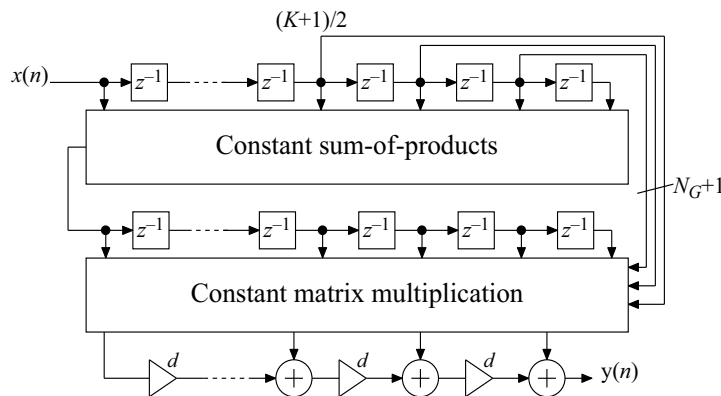 (K+1)/2
x(n) z⁻¹ z⁻¹ z⁻¹ z⁻¹ z⁻¹
Constant sum-of-products
N_G+1
z⁻¹ z⁻¹ z⁻¹ z⁻¹ z⁻¹
Constant matrix multiplication
d d d
+ + + y(n)